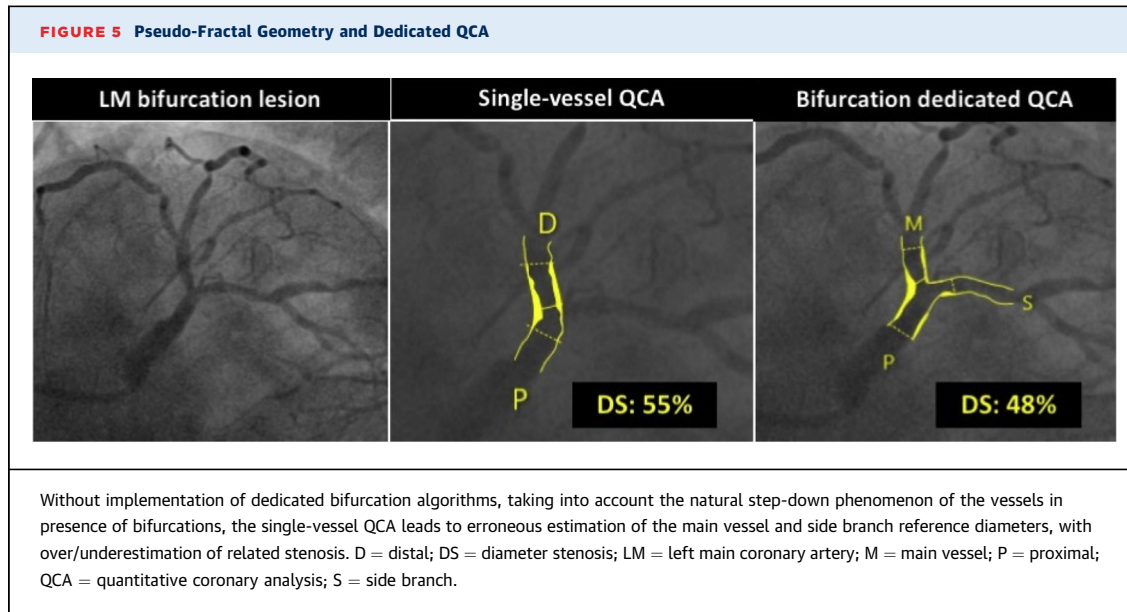 FIGURE 5 Pseudo-Fractal Geometry and Dedicated QCA
LM bifurcation lesion
Single-vessel QCA
Bifurcation dedicated QCA
D
P
DS: 55%
M
S
P
DS: 48%
Without implementation of dedicated bifurcation algorithms, taking into account the natural step-down phenomenon of the vessels in
presence of bifurcations, the single-vessel QCA leads to erroneous estimation of the main vessel and side branch reference diameters, with
over/underestimation of related stenosis. D = distal; DS = diameter stenosis; LM = left main coronary artery; M = main vessel; P = proximal;
QCA = quantitative coronary analysis; S = side branch.